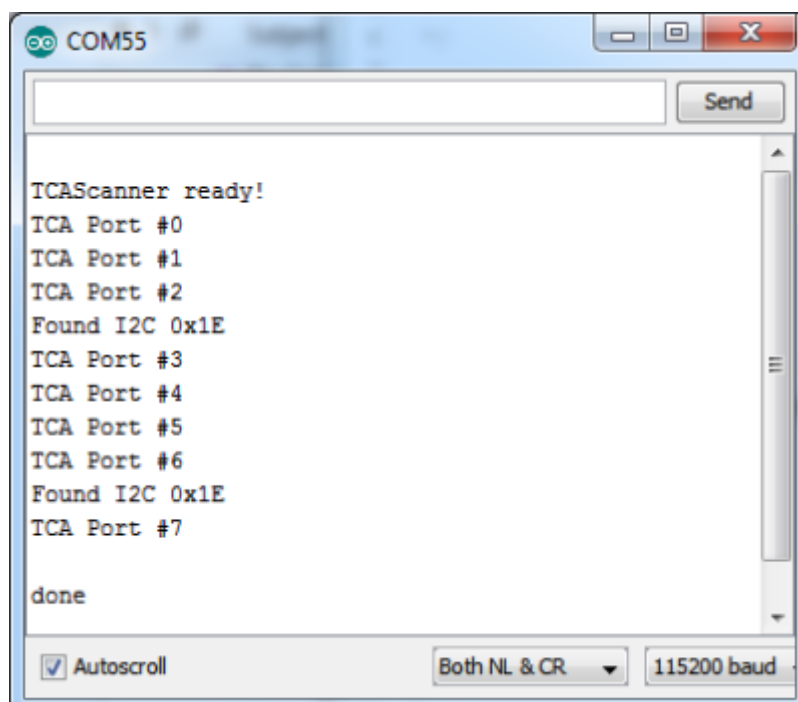 COM55
Send
TCAScanner ready!
TCA Port #0
TCA Port #1
TCA Port #2
Found I2C 0x1E
TCA Port #3
TCA Port #4
TCA Port #5
TCA Port #6
Found I2C 0x1E
TCA Port #7
done
Autoscroll
Both NL & CR
115200 baud